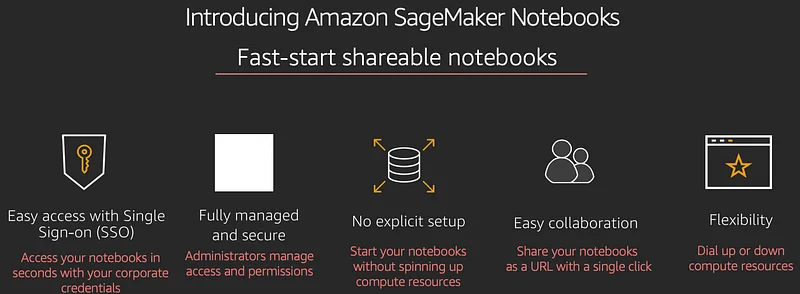 Introducing Amazon SageMaker Notebooks
Fast-start shareable notebooks
Easy access with Single
Sign-on (SSO)
Access your notebooks in
seconds with your corporate
credentials
Fully managed
and secure
Administrators manage
access and permissions
No explicit setup
Start your notebooks
without spinning up
compute resources
Easy collaboration
Share your notebooks
as a URL with a single click
Flexibility
Dial up or down
compute resources